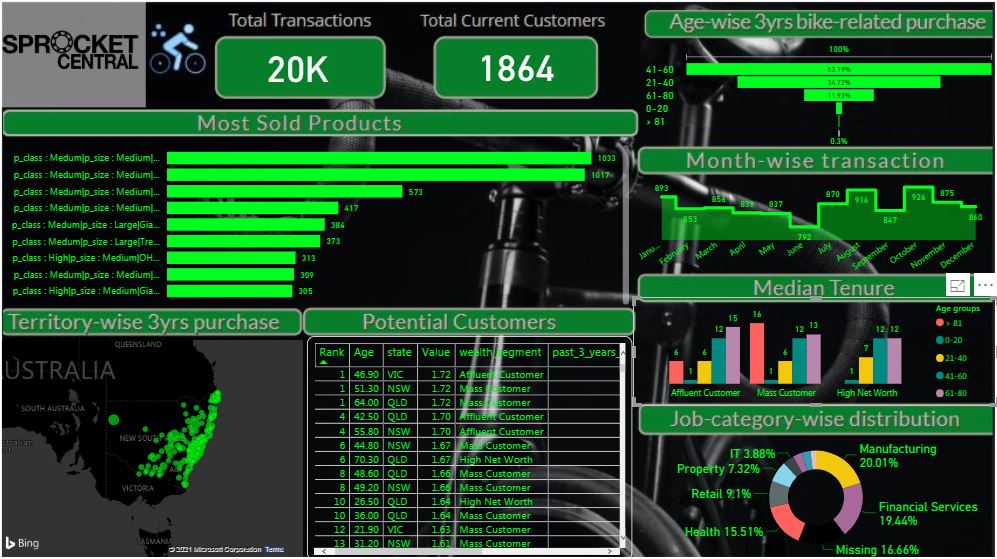 SPROCKET
CENTRAL
Total Transactions
20K
Total Current Customers
1864
Age-wise 3yrs bike-related purchase
100%
41-60 52.19%
21-40 34.72%
61-80 11.93%
0-20
> 81
0.3%
Most Sold Products
p_class : Medum|p_size : Medium|... 1033
p_class : Medum|p_size : Medium|... 1017
p_class : Medum|p_size : Medium|... 573
p_class : Medum|p_size : Medium|... 417
p_class : Medum|p_size : Large|Gia... 384
p_class : Medum|p_size : Large|Tre... 373
p_class : High|p_size : Medium|OH... 313
p_class : Medum|p_size : Medium|... 309
p_class : High|p_size : Medium|Gia... 305
Month-wise transaction
893 853 856 839 837 792 870 916 847 926 875 860
Janu... February March April May June July August September October November December
Median Tenure
6 1 6 12 15
16 1 6 12 13
1 7 12 12
Affluent Customer Mass Customer High Net Worth
Age groups
> 81
0-20
21-40
41-60
61-80
Territory-wise 3yrs purchase
QUEENSLAND
USTRALIA
SOUTH AUSTRALIA
NEW SOUTH
VICTORIA
TASMANIA
Bing
© 2021 Microsoft Corporation Terms
Potential Customers
Rank Age state Value wealth_segment past_3_years_
1 46.90 VIC 1.72 Affluent Customer
1 51.30 NSW 1.72 Mass Customer
1 64.00 QLD 1.72 Mass Customer
4 42.50 QLD 1.70 Affluent Customer
4 55.80 NSW 1.70 Affluent Customer
6 44.80 NSW 1.67 Mass Customer
6 70.30 QLD 1.67 High Net Worth
8 48.60 QLD 1.66 Mass Customer
8 49.20 NSW 1.66 Mass Customer
10 26.50 QLD 1.64 High Net Worth
10 36.00 QLD 1.64 Mass Customer
12 21.90 VIC 1.63 Mass Customer
13 31.20 NSW 1.61 Mass Customer
Job-category-wise distribution
IT 3.88%
Property 7.32%
Retail 9.1%
Health 15.51%
Manufacturing
20.01%
Financial Services
19.44%
Missing 16.66%